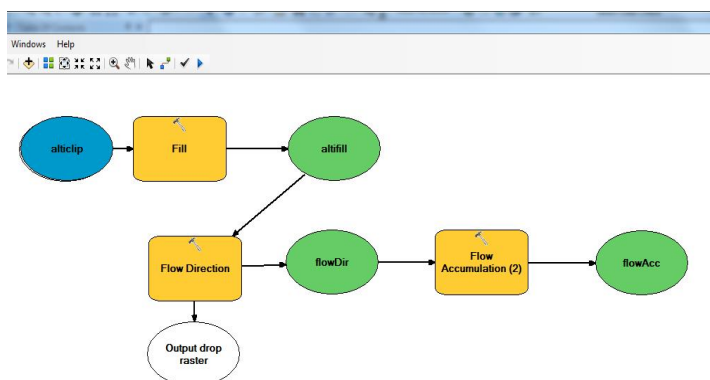 Windows Help
alticlip
Fill
altifill
Flow Direction
flowDir
Flow
Accumulation (2)
flowAcc
Output drop
raster